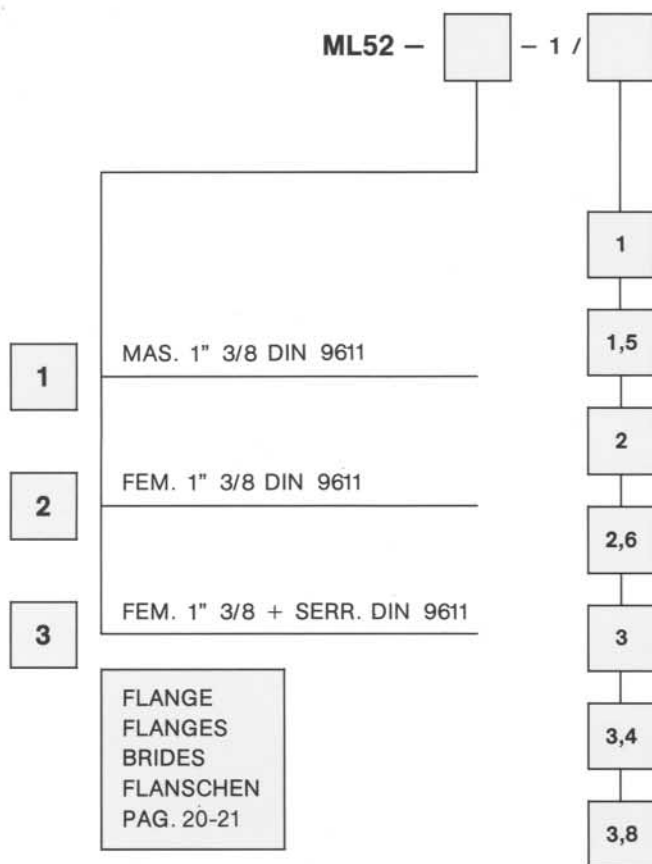 ML52 – – 1 /
1
1,5
1
MAS. 1" 3/8 DIN 9611
2
2
FEM. 1" 3/8 DIN 9611
2,6
3
FEM. 1" 3/8 + SERR. DIN 9611
3
FLANGE
FLANGES
BRIDES
FLANSCHEN
PAG. 20-21
3,4
3,8